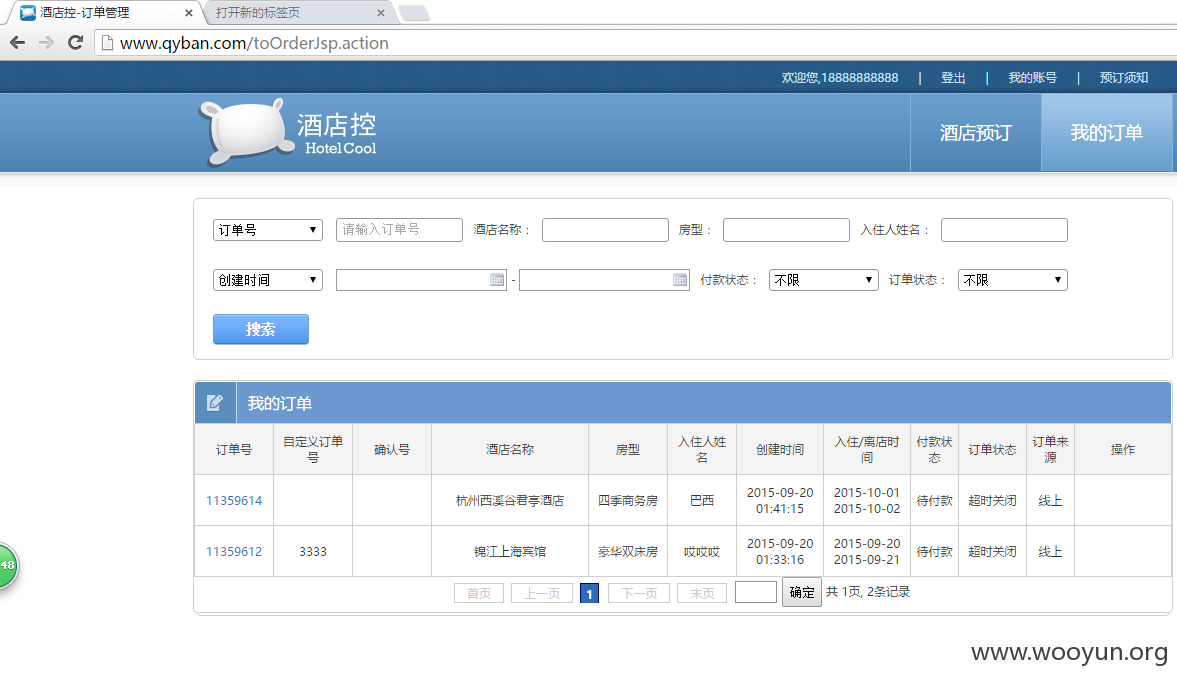 酒店控-订单管理
打开新的标签页
www.qyban.com/toOrderJsp.action
欢迎您,18888888888 | 登出 | 我的账号 | 预订须知
酒店控
HotelCool
酒店预订 我的订单
订单号 请输入订单号 酒店名称： 房型： 入住人姓名：
创建时间 - 付款状态： 不限 订单状态： 不限
搜索
我的订单
订单号 自定义订单号 确认号 酒店名称 房型 入住人姓名 创建时间 入住/离店时间 付款状态 订单状态 订单来源 操作
11359614 杭州西溪谷君亭酒店 四季商务房 巴西 2015-09-20 01:41:15 2015-10-01 2015-10-02 待付款 超时关闭 线上
11359612 3333 锦江上海宾馆 豪华双床房 哎哎哎 2015-09-20 01:33:16 2015-09-20 2015-09-21 待付款 超时关闭 线上
首页 上一页 1 下一页 末页 确定 共 1页, 2条记录
48
www.wooyun.org